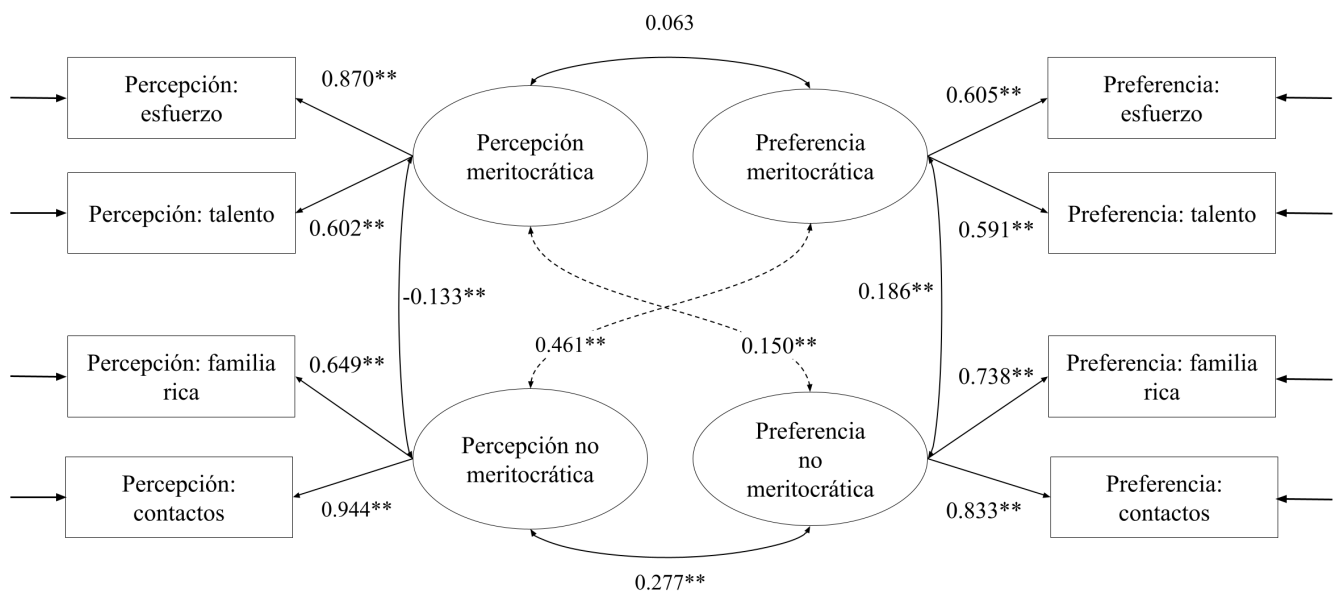 0.063
Percepción:
esfuerzo
0.870**
Percepción
meritocrática
Preferencia
meritocrática
0.605**
Preferencia:
esfuerzo
Percepción: talento
0.602**
0.591**
Preferencia: talento
-0.133**
0.186**
0.461**
0.150**
Percepción: familia
rica
0.649**
0.738**
Preferencia: familia
rica
Percepción no
meritocrática
Preferencia
no
meritocrática
Percepción:
contactos
0.944**
0.833**
Preferencia:
contactos
0.277**